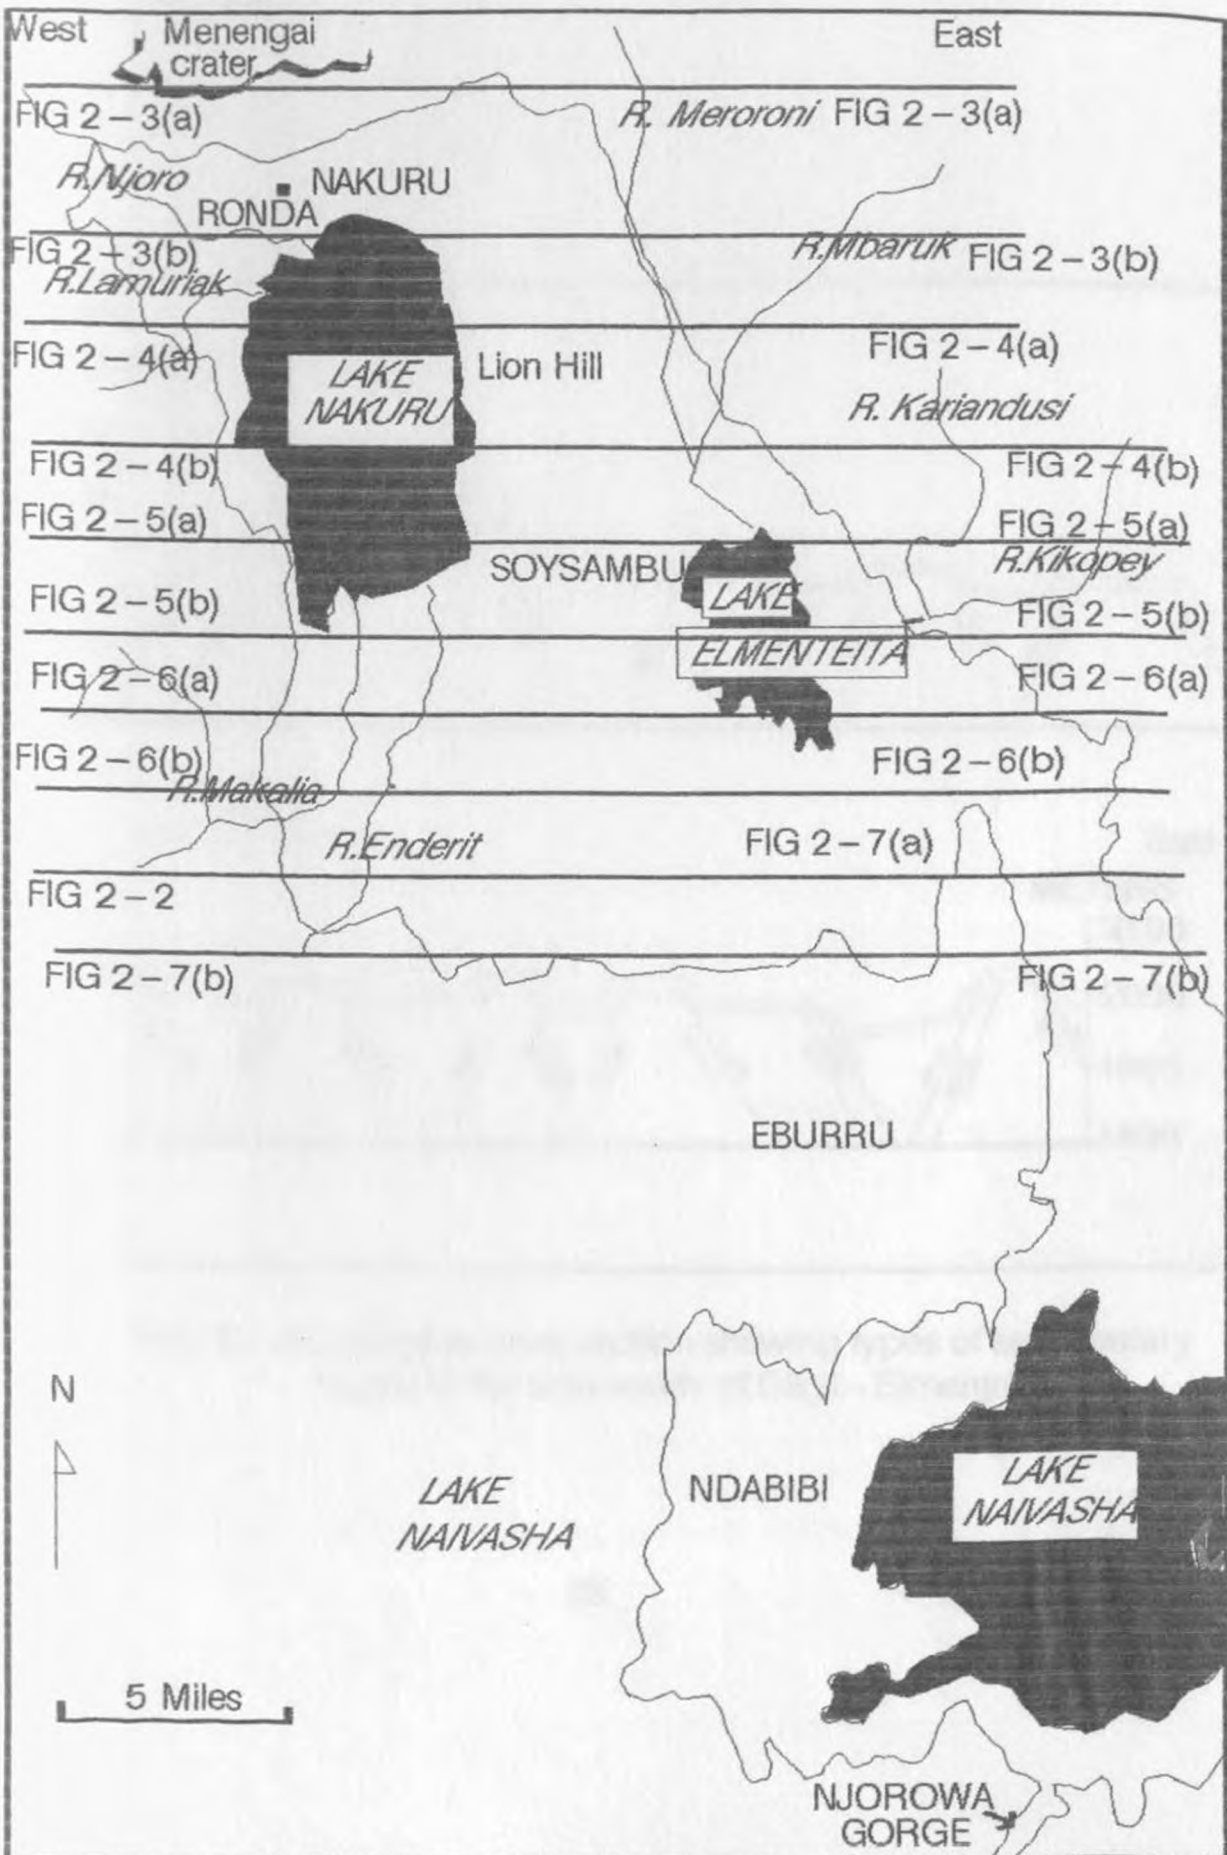 West
Menengai
crater
East
FIG 2-3(a)
R. Meroroni
FIG 2-3(a)
R.Njoro
NAKURU
RONDA
FIG 2-3(b)
R.Mbaruk
FIG 2-3(b)
R.Lamuriak
FIG 2-4(a)
FIG 2-4(a)
LAKE
NAKURU
Lion Hill
R. Kariandusi
FIG 2-4(b)
FIG 2-4(b)
FIG 2-5(a)
FIG 2-5(a)
SOYSAMBU
R.Kikopey
LAKE
ELMENTEITA
FIG 2-5(b)
FIG 2-5(b)
FIG 2-6(a)
FIG 2-6(a)
FIG 2-6(b)
FIG 2-6(b)
R.Makalia
R.Enderit
FIG 2-7(a)
FIG 2-2
FIG 2-7(b)
FIG 2-7(b)
EBURRU
N
LAKE
NAIVASHA
NDABIBI
LAKE
NAIVASHA
5 Miles
NJOROWA
GORGE